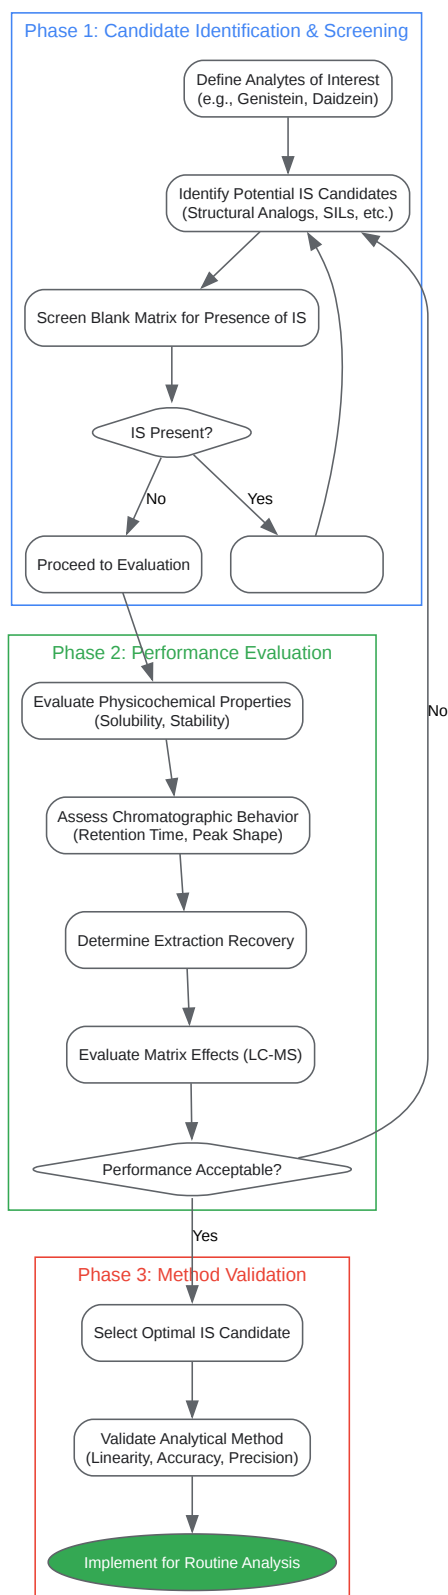 Phase 1: Candidate Identification & Screening
Define Analytes of Interest
(e.g., Genistein, Daidzein)
Identify Potential IS Candidates
(Structural Analogs, SILs, etc.)
Screen Blank Matrix for Presence of IS
IS Present?
No
Yes
Proceed to Evaluation
Phase 2: Performance Evaluation
Evaluate Physicochemical Properties
(Solubility, Stability)
No
Assess Chromatographic Behavior
(Retention Time, Peak Shape)
Determine Extraction Recovery
Evaluate Matrix Effects (LC-MS)
Performance Acceptable?
Yes
Phase 3: Method Validation
Select Optimal IS Candidate
Validate Analytical Method
(Linearity, Accuracy, Precision)
Implement for Routine Analysis